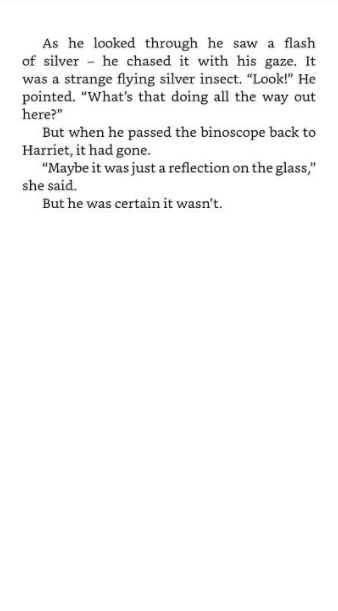 As he looked through he saw a flash
of silver – he chased it with his gaze. It
was a strange flying silver insect. “Look!” He
pointed. “What’s that doing all the way out
here?”
But when he passed the binoscope back to
Harriet, it had gone.
“Maybe it was just a reflection on the glass,”
she said.
But he was certain it wasn’t.